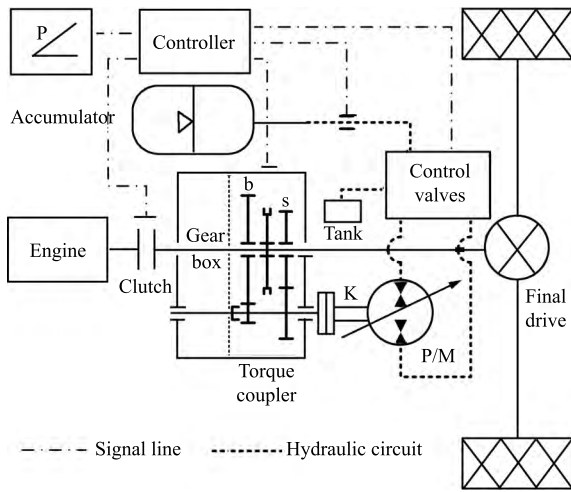 P
Controller
Accumulator
b
s
Control
valves
Tank
Engine
Gear
box
Clutch
K
Final
drive
P/M
Torque
coupler
Signal line
Hydraulic circuit